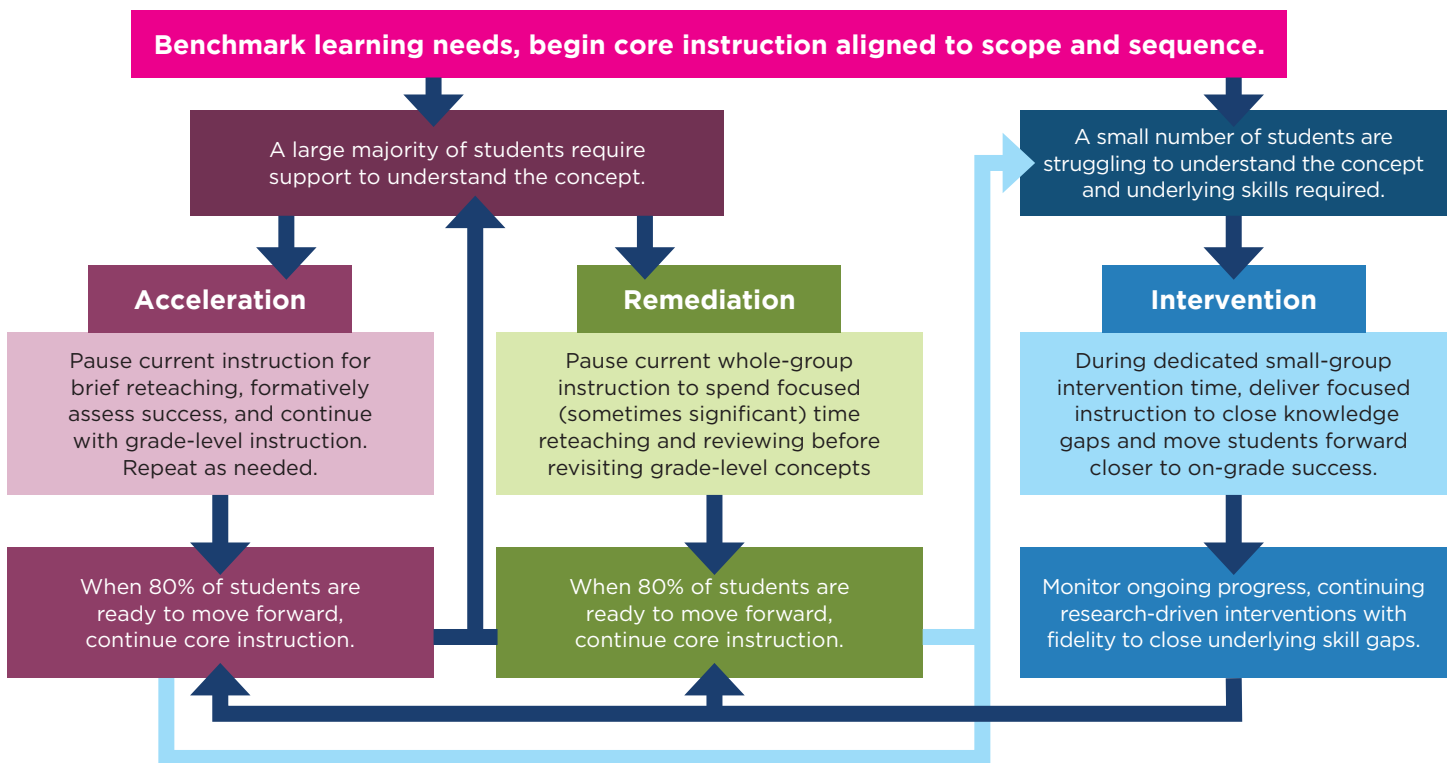 Benchmark learning needs, begin core instruction aligned to scope and sequence.
A large majority of students require
support to understand the concept.
A small number of students are
struggling to understand the concept
and underlying skills required.
Acceleration
Pause current instruction for
brief reteaching, formatively
assess success, and continue
with grade-level instruction.
Repeat as needed.
When 80% of students are
ready to move forward,
continue core instruction.
Remediation
Pause current whole-group
instruction to spend focused
(sometimes significant) time
reteaching and reviewing before
revisiting grade-level concepts
When 80% of students are
ready to move forward,
continue core instruction.
Intervention
During dedicated small-group
intervention time, deliver focused
instruction to close knowledge
gaps and move students forward
closer to on-grade success.
Monitor ongoing progress, continuing
research-driven interventions with
fidelity to close underlying skill gaps.